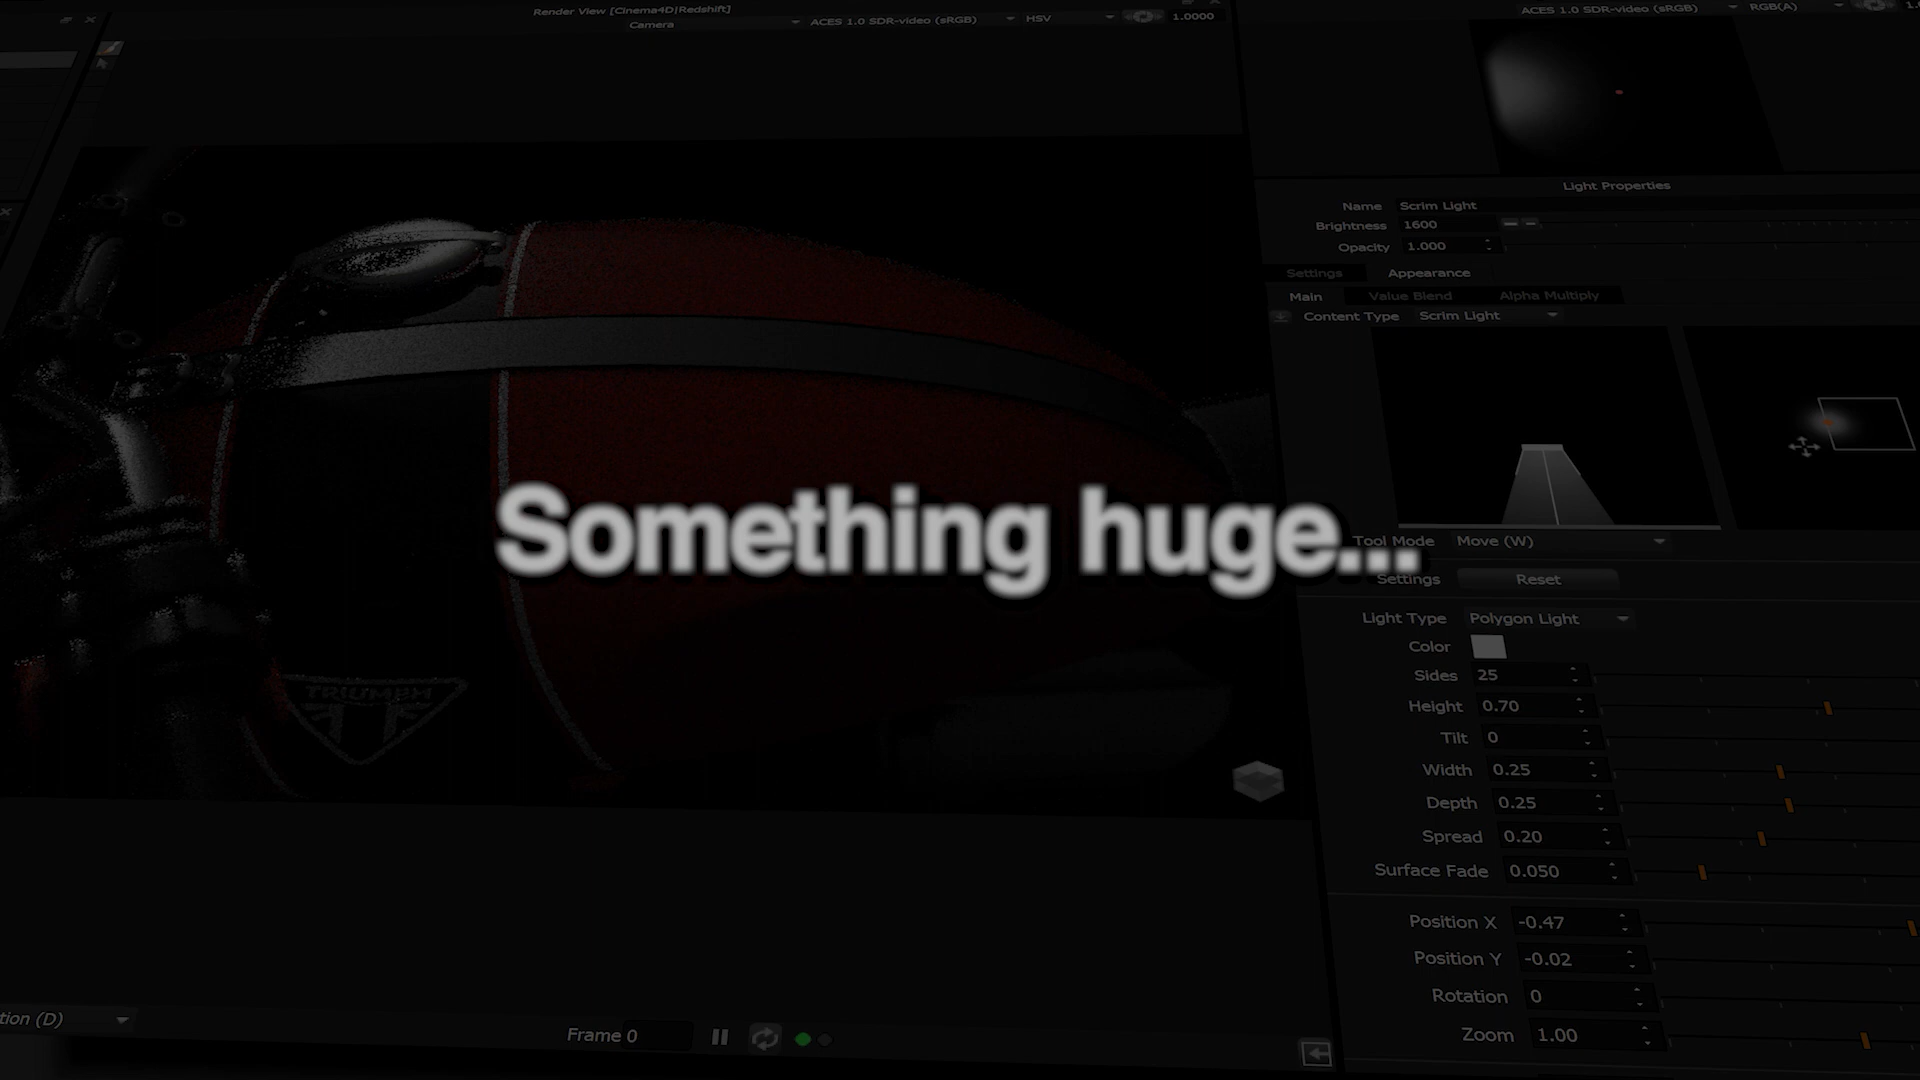 Render View [Cinema4D|Redshift]
Camera
ACES 1.0 SDR-video (sRGB)
HSV
1.0000
ACES 1.0 SDR-video (sRGB)
RGB(A)
Light Properties
Name Scrim Light
Brightness 1600
Opacity 1.000
Settings Appearance
Main Value Blend Alpha Multiply
Content Type Scrim Light
Something huge...
Tool Mode Move (W)
Settings Reset
Light Type Polygon Light
Color
Sides 25
TRIUMPH
Height 0.70
Tilt 0
Width 0.25
Depth 0.25
Spread 0.20
Surface Fade 0.050
Position X -0.47
Position Y -0.02
Rotation 0
tion (D)
Frame 0
Zoom 1.00